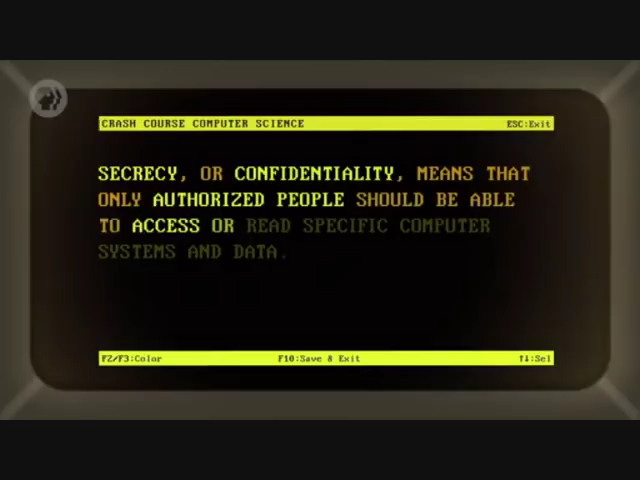 CRASH COURSE COMPUTER SCIENCE ESC:Exit
SECRECY, OR CONFIDENTIALITY, MEANS THAT
ONLY AUTHORIZED PEOPLE SHOULD BE ABLE
TO ACCESS OR READ SPECIFIC COMPUTER
SYSTEMS AND DATA.
F2/F3:Color F10:Save & Exit ↑↓:Sel